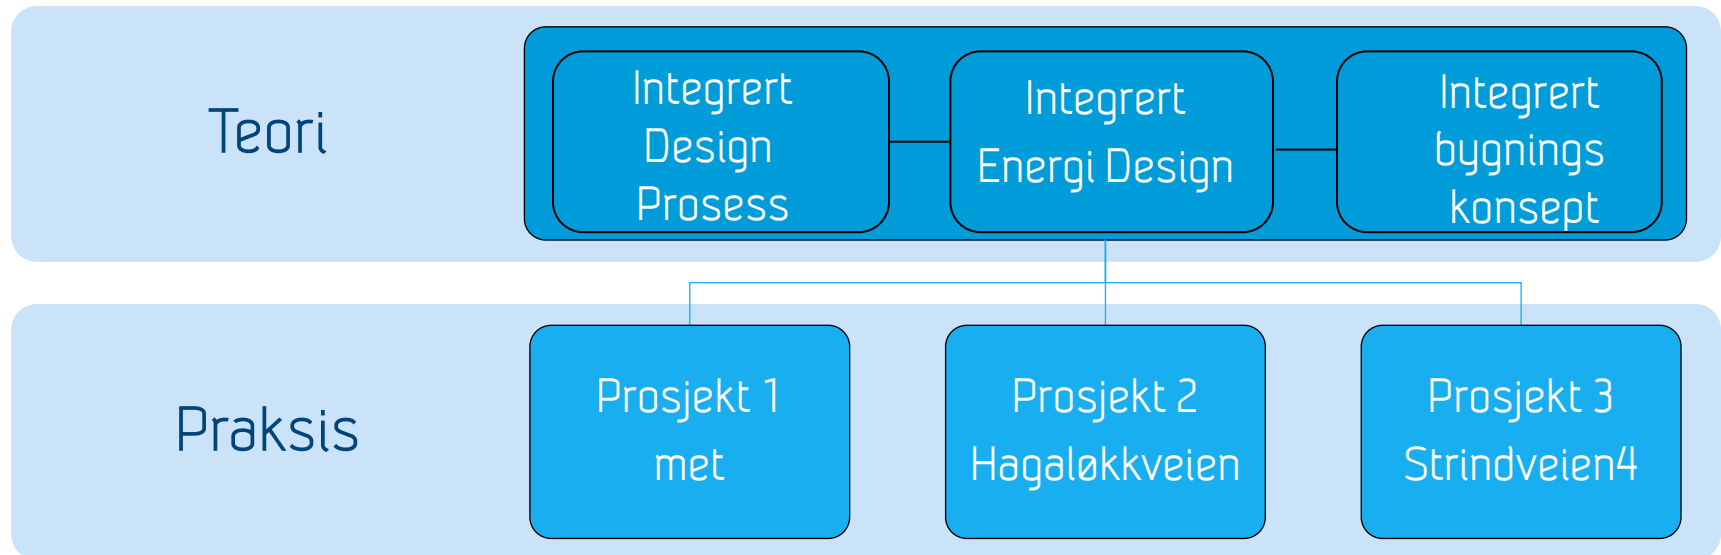 Teori
Integrert
Design
Prosess
Integrert
Energi Design
Integrert
bygnings
konsept
Praksis
Prosjekt 1
met
Prosjekt 2
Hagaløkkveien
Prosjekt 3
Strindveien4